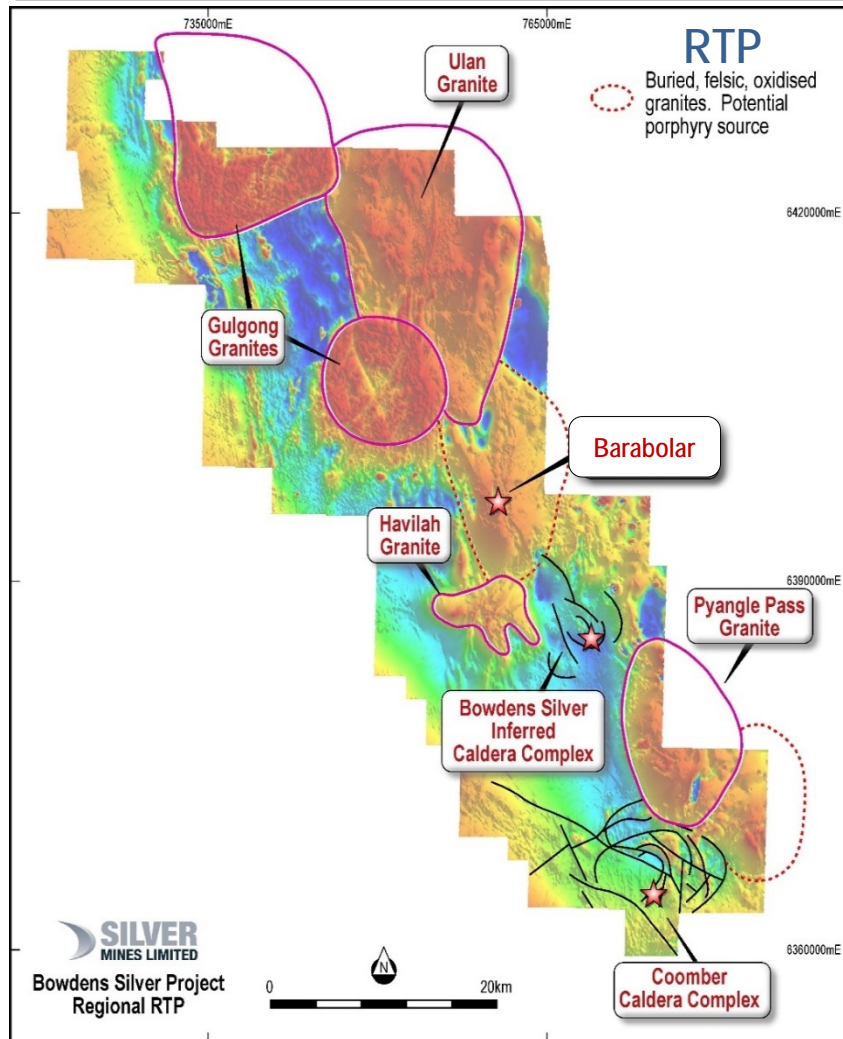 735000mE
765000mE
RTP
Buried, felsic, oxidised
granites. Potential
porphyry source
Ulan
Granite
6420000mE
Gulgong
Granites
Barabolar
Havilah
Granite
6390000mE
Pyangle Pass
Granite
Bowdens Silver
Inferred
Caldera Complex
SILVER
MINES LIMITED
Bowdens Silver Project
Regional RTP
N
0
20km
6360000mE
Coomber
Caldera Complex